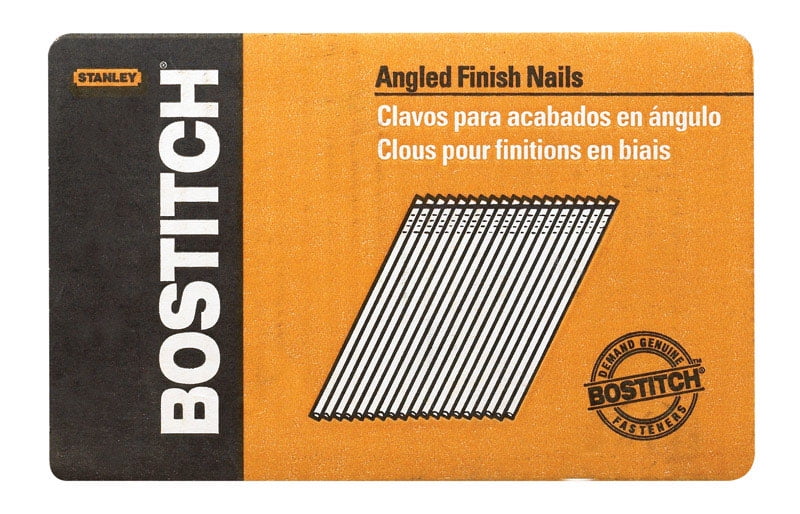 STANLEY
BOSTITCH®
Angled Finish Nails
Clavos para acabados en ángulo
Clous pour finitions en biais
DEMAND GENUINE
BOSTITCH®™
FASTENERS